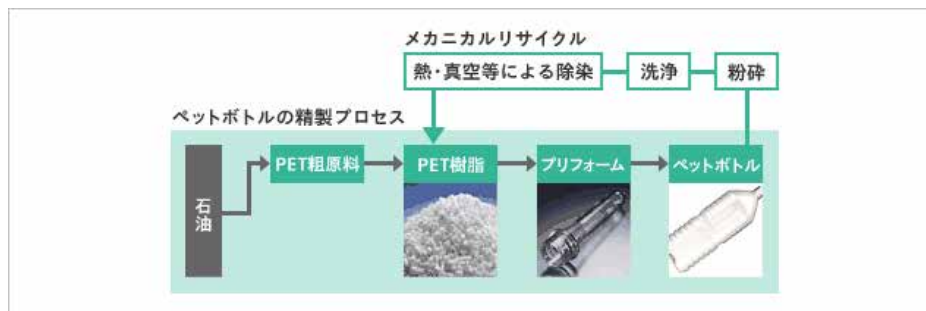 メカニカルリサイクル
熱・真空等による除染
洗浄
粉砕
ペットボトルの精製プロセス
石油
PET粗原料
PET樹脂
プリフォーム
ペットボトル